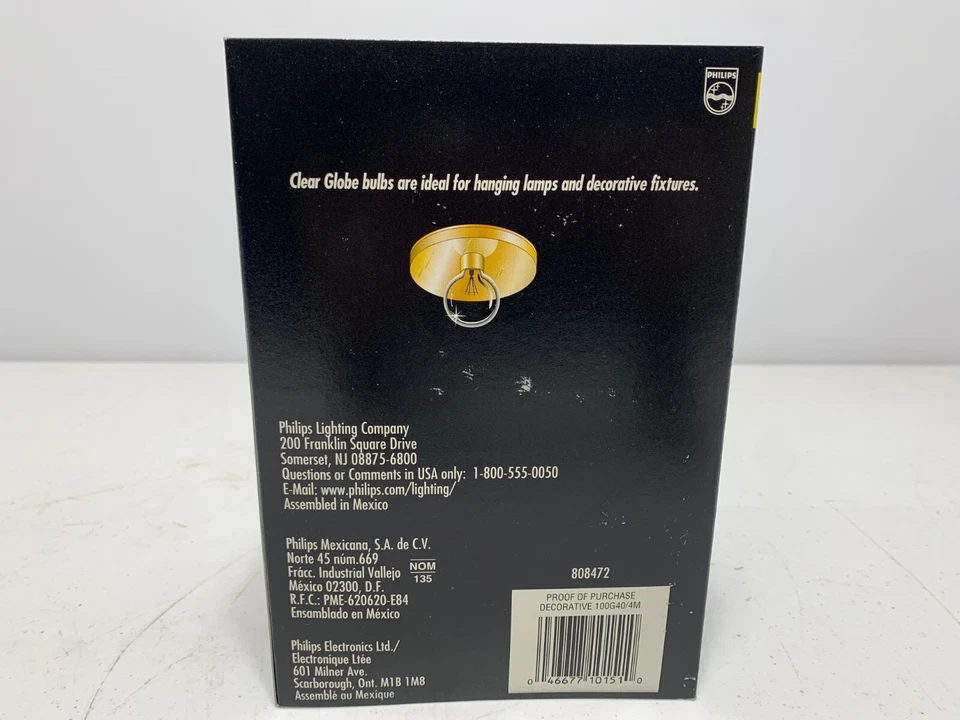 PHILIPS
Clear Globe bulbs are ideal for hanging lamps and decorative fixtures.
Philips Lighting Company
200 Franklin Square Drive
Somerset, NJ 08875-6800
Questions or Comments in USA only: 1-800-555-0050
E-Mail: www.philips.com/lighting/
Assembled in Mexico
Philips Mexicana, S.A. de C.V.
Norte 45 núm.669
Frácc. Industrial Vallejo
México 02300, D.F.
R.F.C.: PME-620620-E84
Ensamblado en México
NOM
135
Philips Electronics Ltd./
Electronique Ltée
601 Milner Ave.
Scarborough, Ont. M1B 1M8
Assemblé au Mexique
808472
PROOF OF PURCHASE
DECORATIVE 100G40/4M
0 46677 10151 0